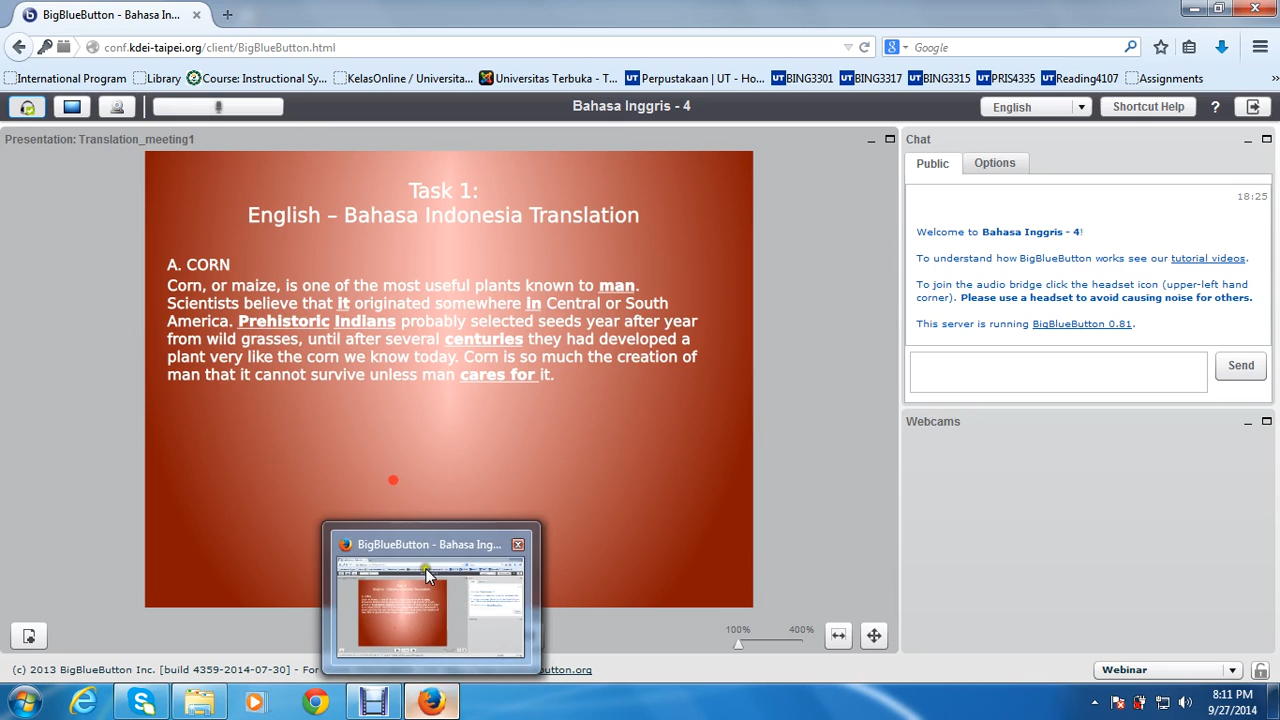 BigBlueButton - Bahasa In...
conf.kdei-taipei.org/client/BigBlueButton.html
Google
International Program
Library
Course: Instructional Sy...
KelasOnline / Universita...
Universitas Terbuka - T...
Perpustakaan | UT - Ho...
BING3301
BING3317
BING3315
PRIS4335
Reading4107
Assignments
Bahasa Inggris - 4
English
Shortcut Help
?
Presentation: Translation_meeting1
Task 1:
English – Bahasa Indonesia Translation
A. CORN
Corn, or maize, is one of the most useful plants known to man.
Scientists believe that it originated somewhere in Central or South
America. Prehistoric Indians probably selected seeds year after year
from wild grasses, until after several centuries they had developed a
plant very like the corn we know today. Corn is so much the creation of
man that it cannot survive unless man cares for it.
BigBlueButton - Bahasa Ing...
100%
400%
Chat
Public
Options
18:25
Welcome to Bahasa Inggris - 4!
To understand how BigBlueButton works see our tutorial videos.
To join the audio bridge click the headset icon (upper-left hand
corner). Please use a headset to avoid causing noise for others.
This server is running BigBlueButton 0.81.
Send
Webcams
(c) 2013 BigBlueButton Inc. [build 4359-2014-07-30] - For
button.org
Webinar
8:11 PM
9/27/2014